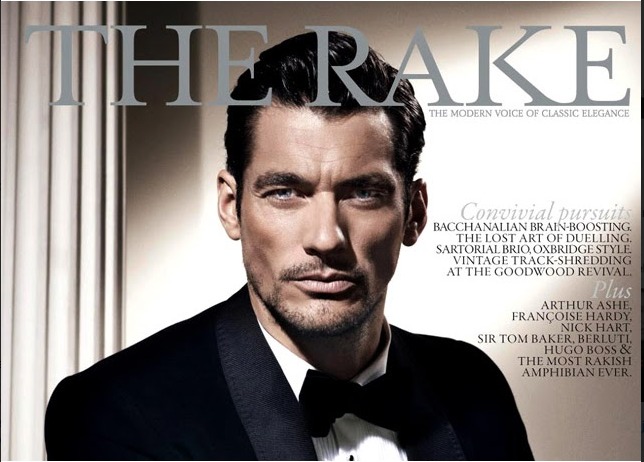 THE RAKE
THE MODERN VOICE OF CLASSIC ELEGANCE
Convivial pursuits
BACCHANALIAN BRAIN-BOOSTING,
THE LOST ART OF DUELLING,
SARTORIAL BRIO, OXBRIDGE STYLE,
VINTAGE TRACK-SHREDDING
AT THE GOODWOOD REVIVAL.
Plus
ARTHUR ASHE,
FRANÇOISE HARDY,
NICK HART,
SIR TOM BAKER, BERLUTI,
HUGO BOSS &
THE MOST RAKISH
AMPHIBIAN EVER.